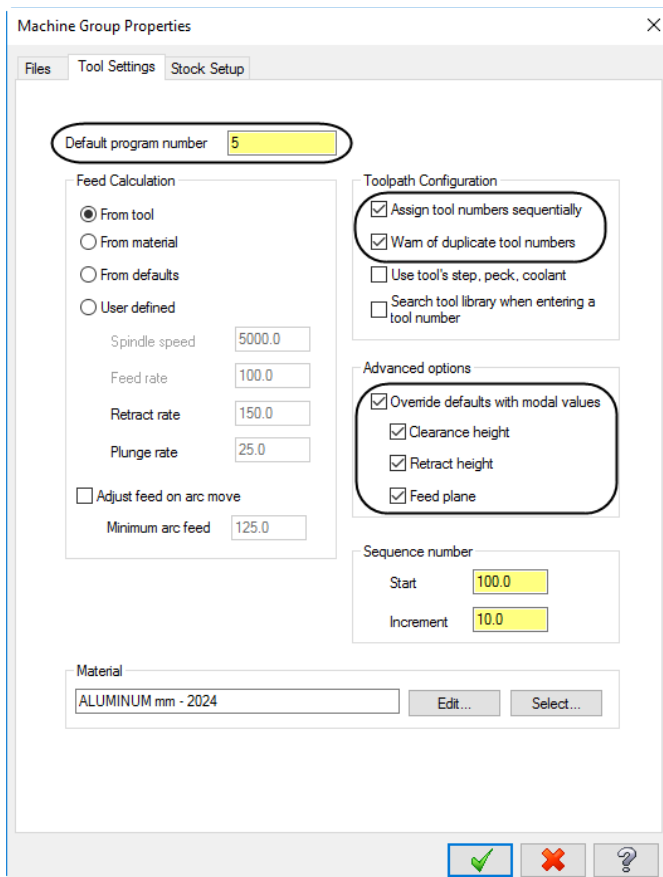 Machine Group Properties
Files
Tool Settings
Stock Setup
Default program number 5
Feed Calculation
From tool
From material
From defaults
User defined
Spindle speed 5000.0
Feed rate 100.0
Retract rate 150.0
Plunge rate 25.0
Adjust feed on arc move
Minimum arc feed 125.0
Toolpath Configuration
Assign tool numbers sequentially
Warn of duplicate tool numbers
Use tool's step, peck, coolant
Search tool library when entering a
tool number
Advanced options
Override defaults with modal values
Clearance height
Retract height
Feed plane
Sequence number
Start 100.0
Increment 10.0
Material
ALUMINUM mm - 2024
Edit...
Select...